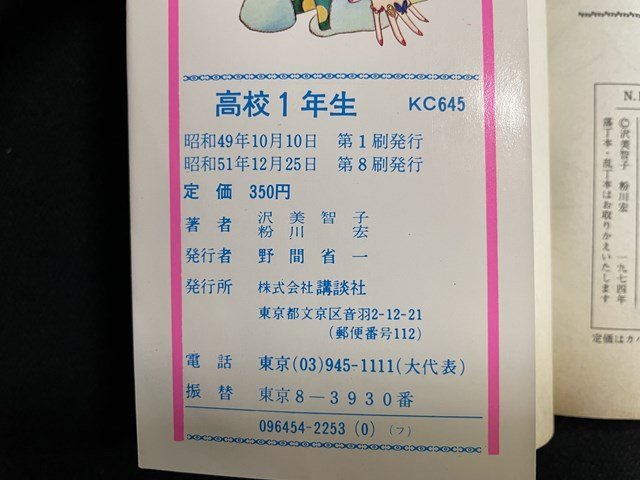 高校1年生 KC645
昭和49年10月10日 第1刷発行
昭和51年12月25日 第8刷発行
定価 350円
著者 沢美智子
粉川宏
発行者 野間省一
発行所 株式会社講談社
東京都文京区音羽2-12-21
(郵便番号112)
電話 東京(03)945-1111(大代表)
振替 東京8―3930番
096454-2253 (0) (フ)
N.
©沢美智子 粉川宏 一九七四年
落丁本・乱丁本はお取りかえいたします
定価はカバ